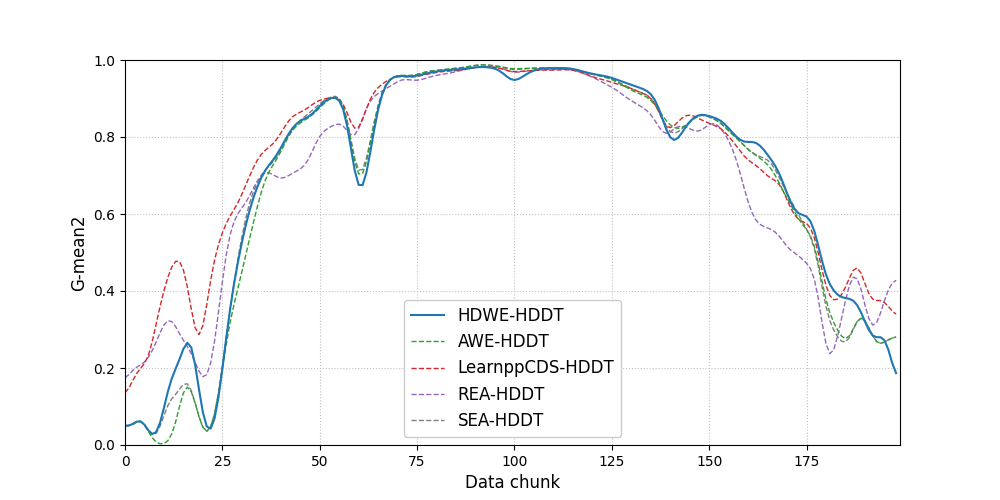 1.0
0.8
0.6
0.4
0.2
0.0
G-mean2
HDWE-HDDT
AWE-HDDT
LearnppCDS-HDDT
REA-HDDT
SEA-HDDT
0 25 50 75 100 125 150 175
Data chunk